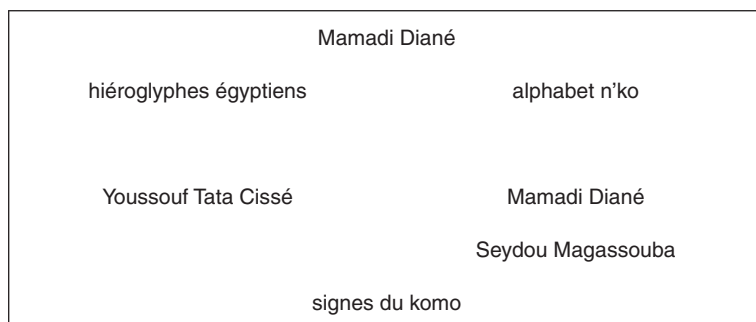 Mamadi Diané
hiéroglyphes égyptiens alphabet n’ko
Youssouf Tata Cissé Mamadi Diané
Seydou Magassouba
signes du komo